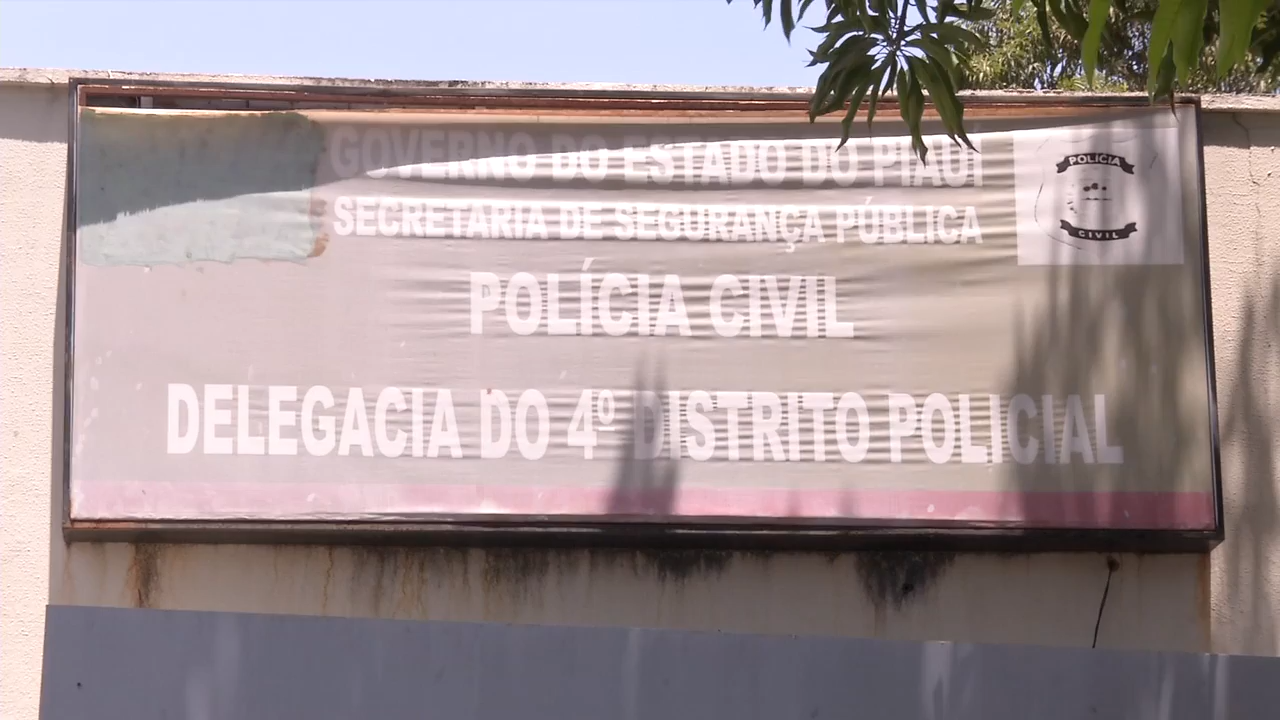 GOVERNO DO ESTADO DO PIAUÍ
SECRETARIA DE SEGURANÇA PÚBLICA
POLÍCIA
CIVIL
POLÍCIA CIVIL
DELEGACIA DO 4º DISTRITO POLICIAL